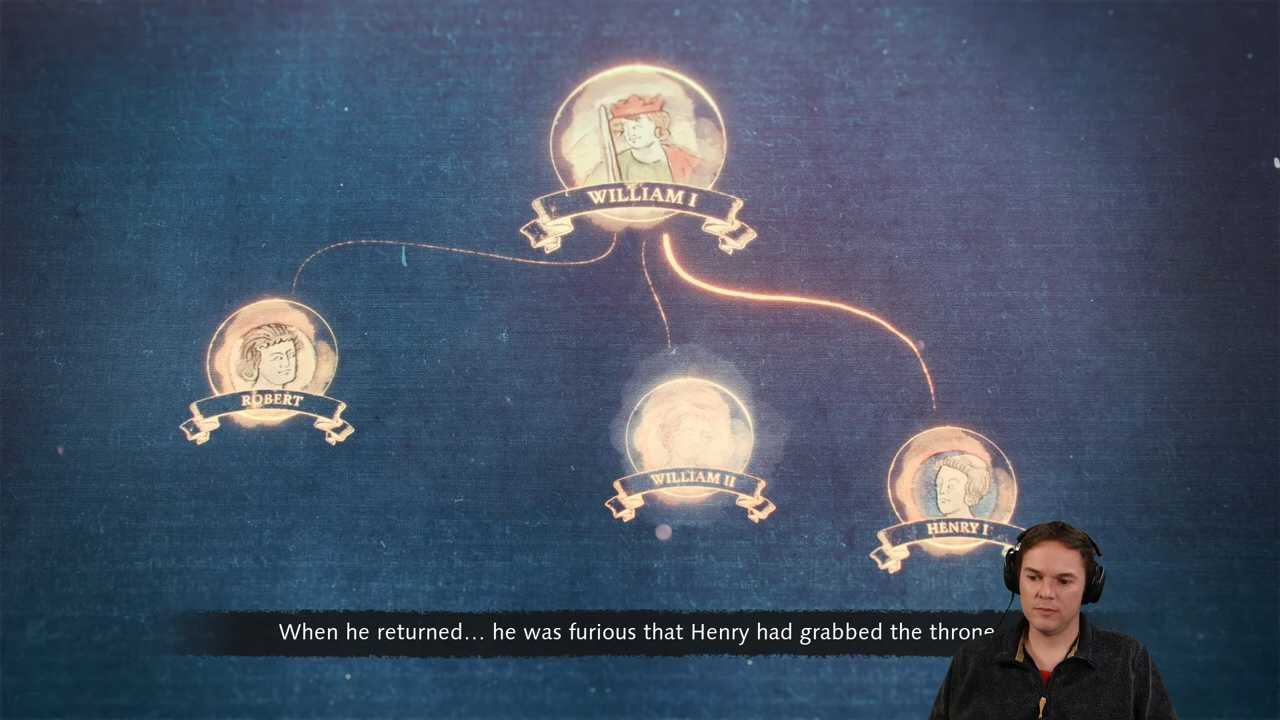 WILLIAM I
ROBERT
WILLIAM II
HENRY I
When he returned... he was furious that Henry had grabbed the throne